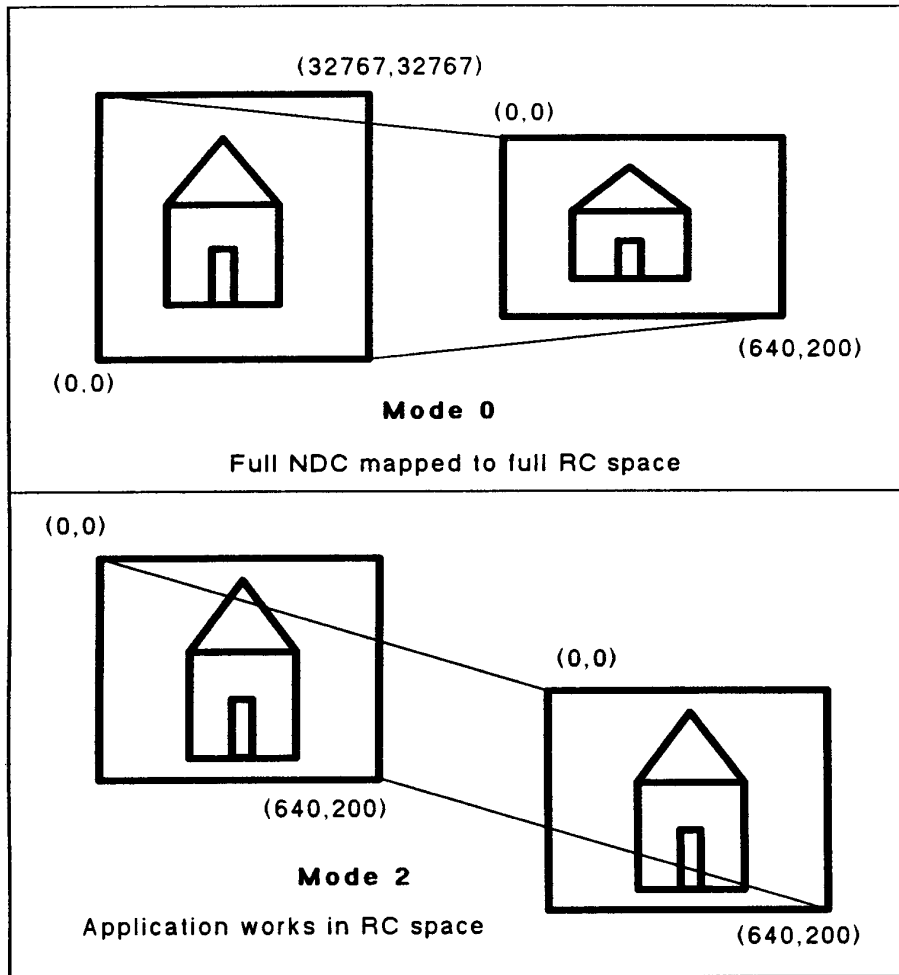 (32767,32767)
(0,0)
(640,200)
(0,0)
Mode 0
Full NDC mapped to full RC space
(0,0)
(0,0)
(640,200)
Mode 2
Application works in RC space
(640,200)